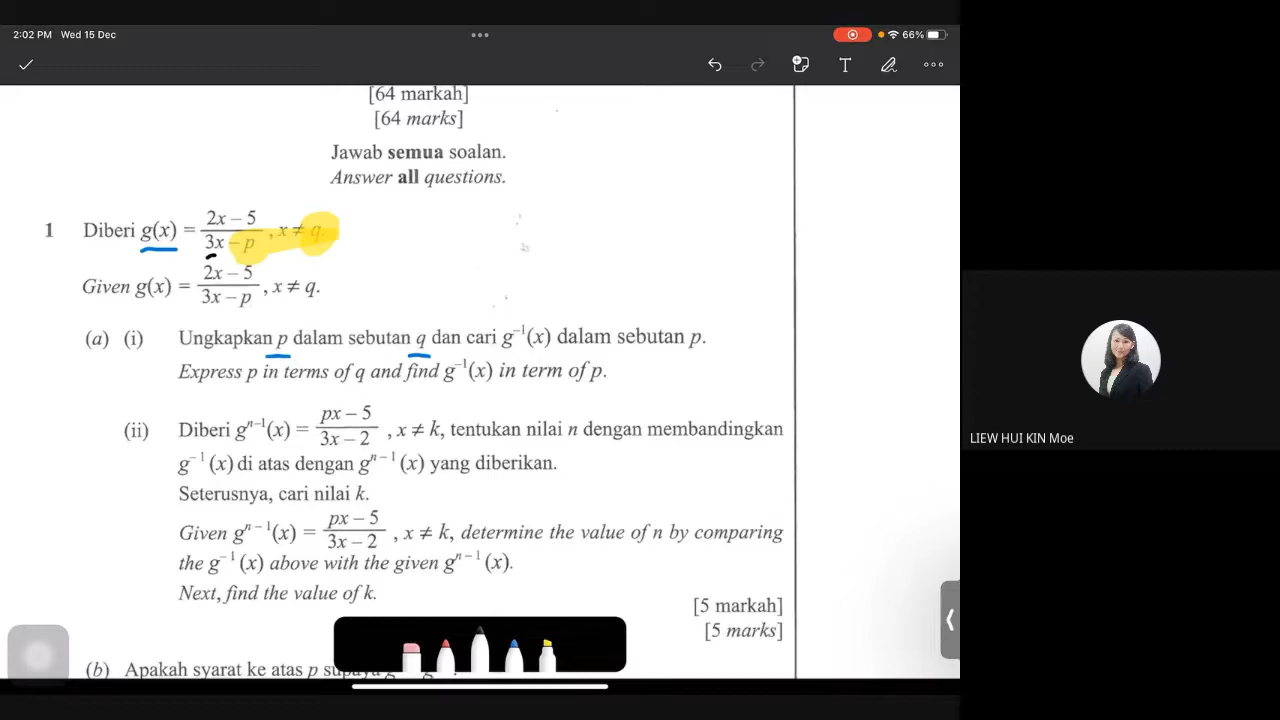 2:02 PM Wed 15 Dec
66%
[64 markah]
[64 marks]
Jawab semua soalan.
Answer all questions.
1 Diberi g(x) = (2x − 5)/(3x − p), x ≠ q.
Given g(x) = (2x − 5)/(3x − p), x ≠ q.
(a) (i) Ungkapkan p dalam sebutan q dan cari g⁻¹(x) dalam sebutan p.
Express p in terms of q and find g⁻¹(x) in term of p.
(ii) Diberi gⁿ⁻¹(x) = (px − 5)/(3x − 2), x ≠ k, tentukan nilai n dengan membandingkan
g⁻¹(x) di atas dengan gⁿ⁻¹(x) yang diberikan.
Seterusnya, cari nilai k.
Given gⁿ⁻¹(x) = (px − 5)/(3x − 2), x ≠ k, determine the value of n by comparing
the g⁻¹(x) above with the given gⁿ⁻¹(x).
Next, find the value of k.
[5 markah]
[5 marks]
(b) Apakah syarat ke atas p
LIEW HUI KIN Moe